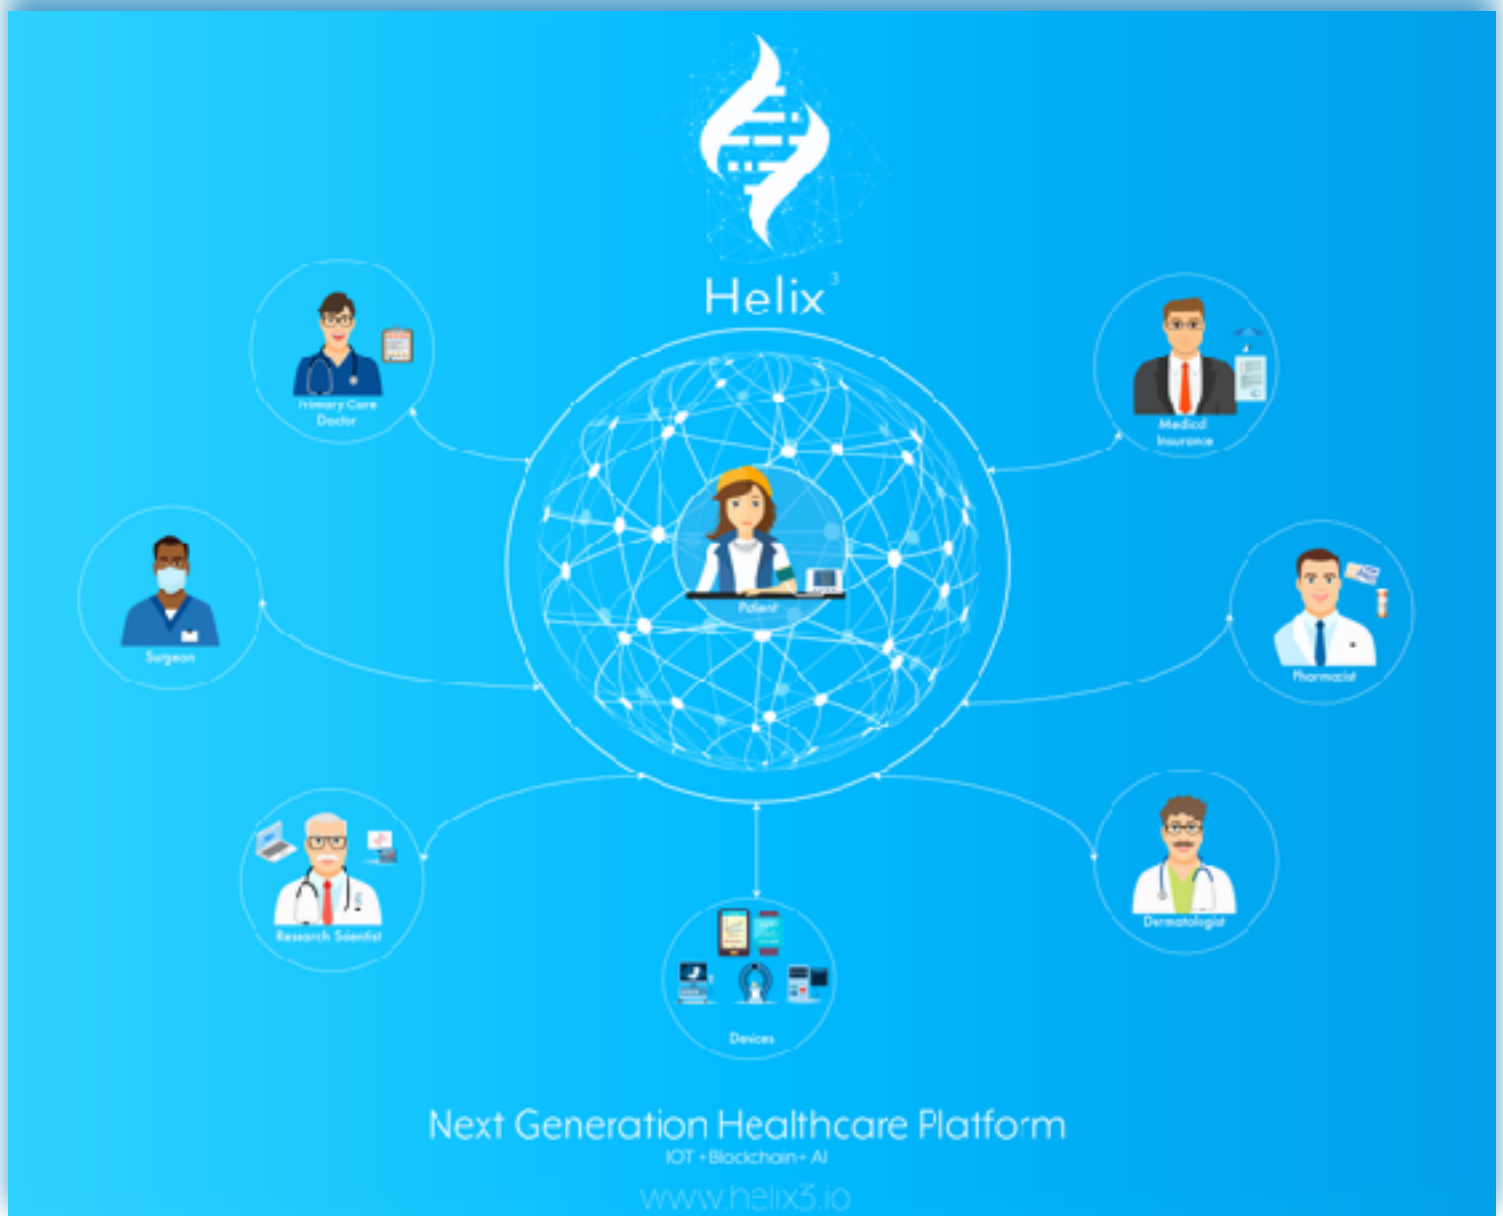 Helix³
Primary Care
Doctor
Medical
Insurance
Patient
Surgeon
Pharmacist
Research Scientist
Dermatologist
Devices
Next Generation Healthcare Platform
IOT + Blockchain + AI
www.helix3.io